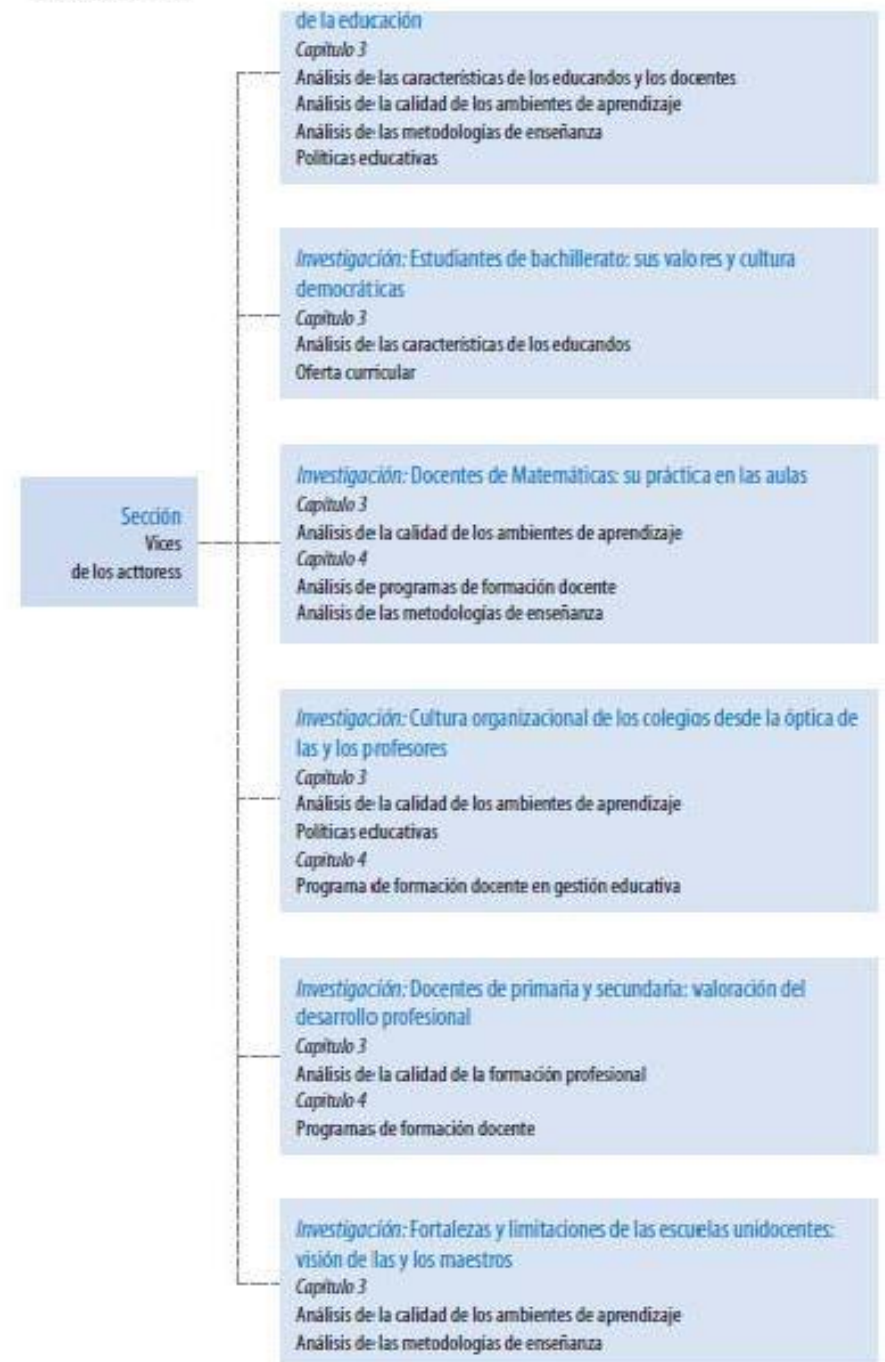 de la educación
Capítulo 3
Análisis de las características de los educandos y los docentes
Análisis de la calidad de los ambientes de aprendizaje
Análisis de las metodologías de enseñanza
Políticas educativas
Investigación: Estudiantes de bachillerato: sus valores y cultura
democráticas
Capítulo 3
Análisis de las características de los educandos
Oferta curricular
Sección
Vices
de los acttoress
Investigación: Docentes de Matemáticas: su práctica en las aulas
Capítulo 3
Análisis de la calidad de los ambientes de aprendizaje
Capítulo 4
Análisis de programas de formación docente
Análisis de las metodologías de enseñanza
Investigación: Cultura organizacional de los colegios desde la óptica de
las y los profesores
Capítulo 3
Análisis de la calidad de los ambientes de aprendizaje
Políticas educativas
Capítulo 4
Programa de formación docente en gestión educativa
Investigación: Docentes de primaria y secundaria: valoración del
desarrollo profesional
Capítulo 3
Análisis de la calidad de la formación profesional
Capítulo 4
Programas de formación docente
Investigación: Fortalezas y limitaciones de las escuelas unidocentes:
visión de las y los maestros
Capítulo 3
Análisis de la calidad de los ambientes de aprendizaje
Análisis de las metodologías de enseñanza